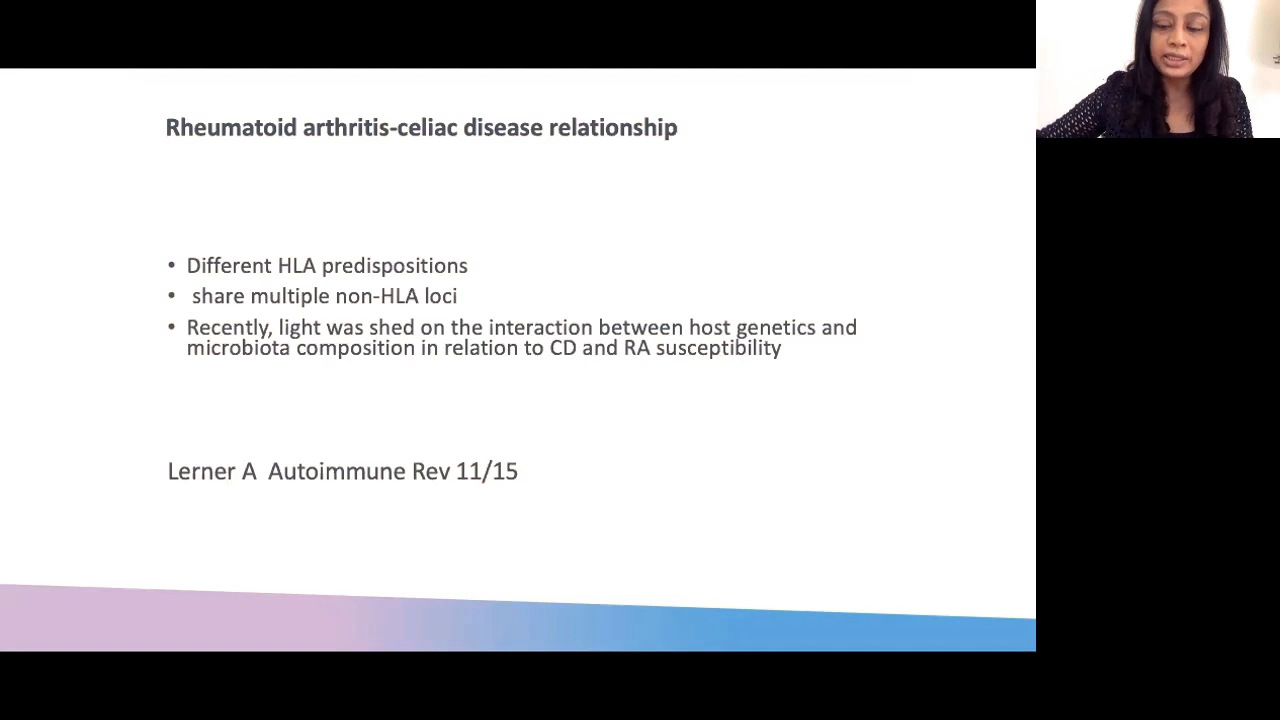 Rheumatoid arthritis-celiac disease relationship
• Different HLA predispositions
• share multiple non-HLA loci
• Recently, light was shed on the interaction between host genetics and
microbiota composition in relation to CD and RA susceptibility
Lerner A Autoimmune Rev 11/15